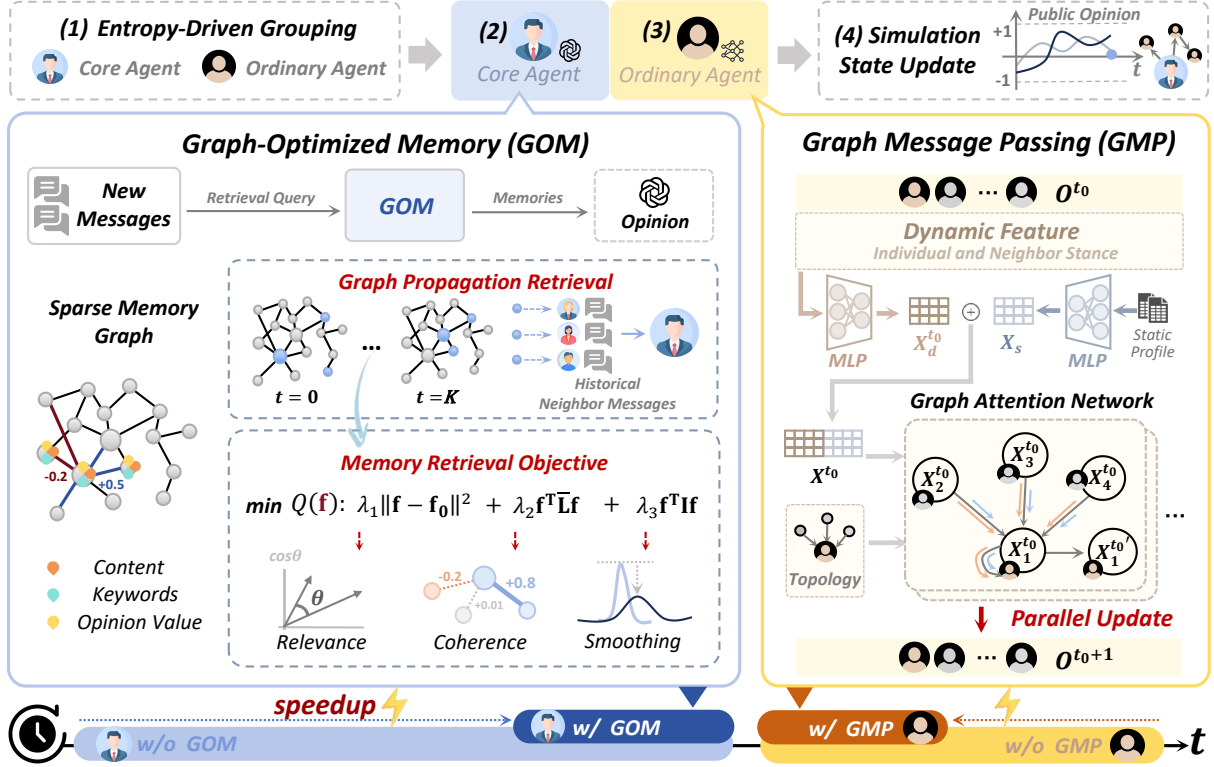 (1) Entropy-Driven Grouping
Core Agent
Ordinary Agent
(2)
Core Agent
(3)
Ordinary Agent
(4) Simulation
State Update
Public Opinion
+1
-1
t
Graph-Optimized Memory (GOM)
New
Messages
Retrieval Query
GOM
Memories
Opinion
Sparse Memory
Graph
-0.2
+0.5
Content
Keywords
Opinion Value
Graph Propagation Retrieval
t = 0
...
t = K
Historical
Neighbor Messages
Memory Retrieval Objective
min Q(f): λ₁‖f − f₀‖² + λ₂fᵀL̅f + λ₃fᵀIf
cosθ
θ
Relevance
-0.2
+0.8
+0.01
Coherence
Smoothing
Graph Message Passing (GMP)
... O^{t₀}
Dynamic Feature
Individual and Neighbor Stance
MLP
X_d^{t₀}
+
X_s
MLP
Static
Profile
Graph Attention Network
X^{t₀}
Topology
X_2^{t₀}
X_3^{t₀}
X_4^{t₀}
X_1^{t₀}
X_1^{t₀}′
...
Parallel Update
... O^{t₀+1}
speedup
w/o GOM
w/ GOM
w/ GMP
w/o GMP
t